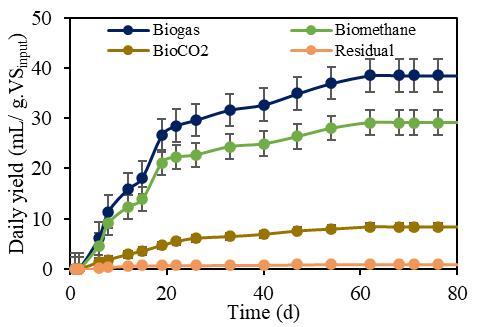 Biogas
Biomethane
BioCO2
Residual
Daily yield (mL/ g.VSinput)
50
40
30
20
10
0
0 20 40 60 80
Time (d)